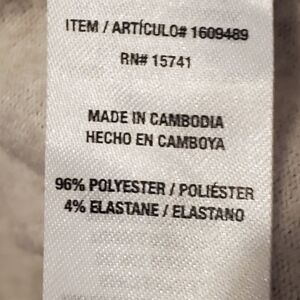 ITEM / ARTÍCULO# 1609489
RN# 15741
MADE IN CAMBODIA
HECHO EN CAMBOYA
96% POLYESTER / POLIÉSTER
4% ELASTANE / ELASTANO